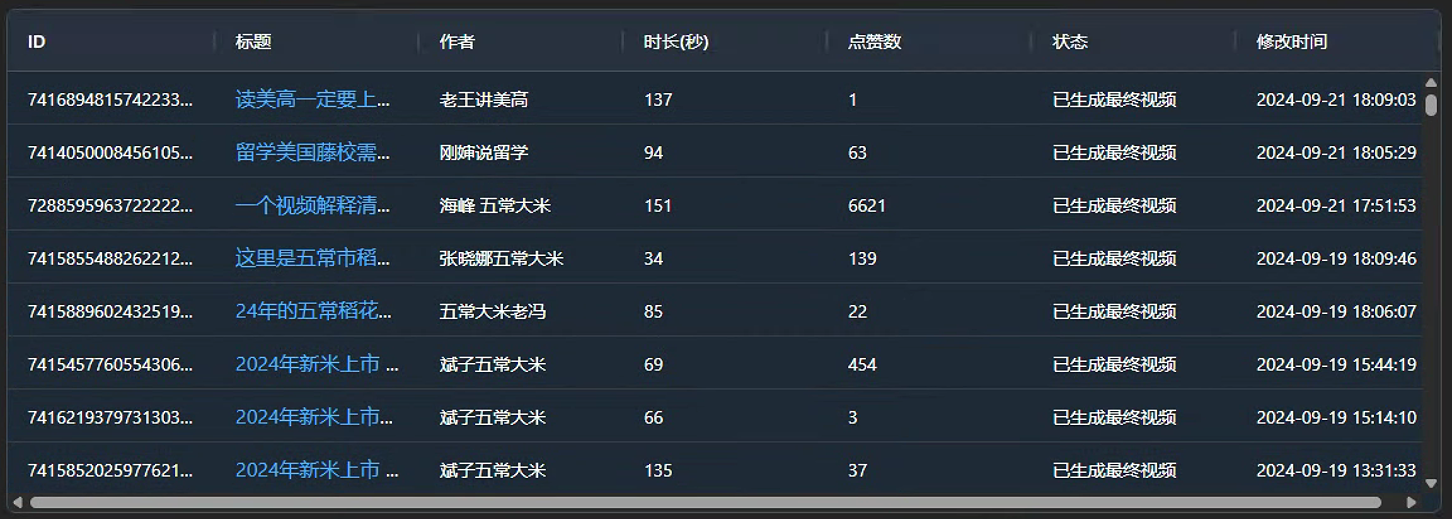 ID 标题 作者 时长(秒) 点赞数 状态 修改时间
7416894815742233... 读美高一定要上... 老王讲美高 137 1 已生成最终视频 2024-09-21 18:09:03
7414050008456105... 留学美国藤校需... 刚婶说留学 94 63 已生成最终视频 2024-09-21 18:05:29
7288595963722222... 一个视频解释清... 海峰 五常大米 151 6621 已生成最终视频 2024-09-21 17:51:53
7415855488262212... 这里是五常市稻... 张晓娜五常大米 34 139 已生成最终视频 2024-09-19 18:09:46
7415889602432519... 24年的五常稻花... 五常大米老冯 85 22 已生成最终视频 2024-09-19 18:06:07
7415457760554306... 2024年新米上市 ... 斌子五常大米 69 454 已生成最终视频 2024-09-19 15:44:19
7416219379731303... 2024年新米上市... 斌子五常大米 66 3 已生成最终视频 2024-09-19 15:14:10
7415852025977621... 2024年新米上市 ... 斌子五常大米 135 37 已生成最终视频 2024-09-19 13:31:33